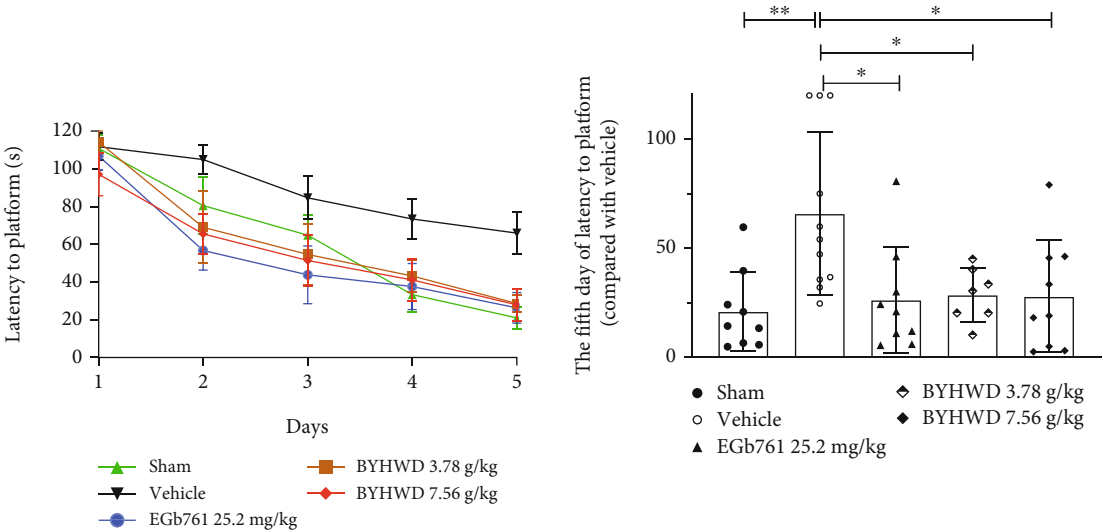 Latency to platform (s)
120
100
80
60
40
20
0
1 2 3 4 5
Days
Sham
Vehicle
EGb761 25.2 mg/kg
BYHWD 3.78 g/kg
BYHWD 7.56 g/kg
The fifth day of latency to platform
(compared with vehicle)
** *
*
*
100
50
0
Sham
Vehicle
EGb761 25.2 mg/kg
BYHWD 3.78 g/kg
BYHWD 7.56 g/kg